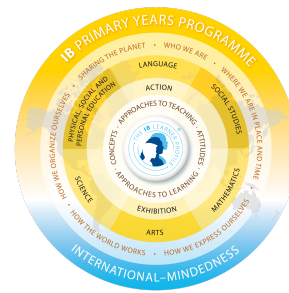 IB PRIMARY YEARS PROGRAMME
SHARING THE PLANET • WHO WE ARE • WHERE WE ARE IN PLACE AND TIME
HOW WE ORGANIZE OURSELVES • HOW THE WORLD WORKS • HOW WE EXPRESS OURSELVES
LANGUAGE
SOCIAL STUDIES
MATHEMATICS
ARTS
SCIENCE
PHYSICAL, SOCIAL AND
PERSONAL EDUCATION
ACTION
APPROACHES TO TEACHING • ATTITUDES
CONCEPTS • APPROACHES TO LEARNING
EXHIBITION
THE IB LEARNER PROFILE
INTERNATIONAL–MINDEDNESS